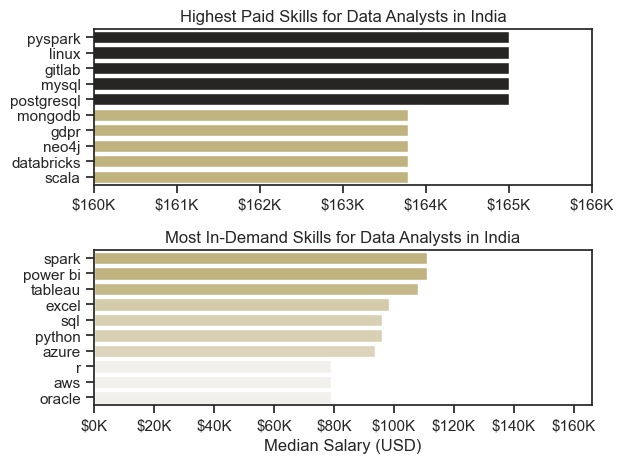 Highest Paid Skills for Data Analysts in India
pyspark
linux
gitlab
mysql
postgresql
mongodb
gdpr
neo4j
databricks
scala
$160K $161K $162K $163K $164K $165K $166K
Most In-Demand Skills for Data Analysts in India
spark
power bi
tableau
excel
sql
python
azure
r
aws
oracle
$0K $20K $40K $60K $80K $100K $120K $140K $160K
Median Salary (USD)